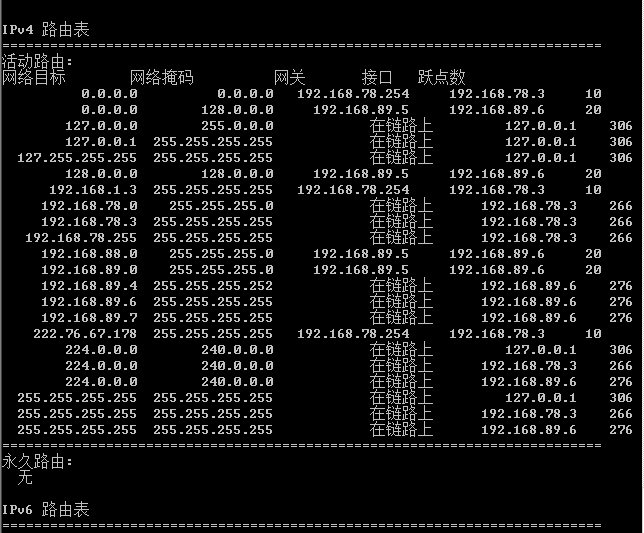 IPv4 路由表
===========================================================================
活动路由:
网络目标 网络掩码 网关 接口 跃点数
0.0.0.0 0.0.0.0 192.168.78.254 192.168.78.3 10
0.0.0.0 128.0.0.0 192.168.89.5 192.168.89.6 20
127.0.0.0 255.0.0.0 在链路上 127.0.0.1 306
127.0.0.1 255.255.255.255 在链路上 127.0.0.1 306
127.255.255.255 255.255.255.255 在链路上 127.0.0.1 306
128.0.0.0 128.0.0.0 192.168.89.5 192.168.89.6 20
192.168.1.3 255.255.255.255 192.168.78.254 192.168.78.3 10
192.168.78.0 255.255.255.0 在链路上 192.168.78.3 266
192.168.78.3 255.255.255.255 在链路上 192.168.78.3 266
192.168.78.255 255.255.255.255 在链路上 192.168.78.3 266
192.168.88.0 255.255.255.0 192.168.89.5 192.168.89.6 20
192.168.89.0 255.255.255.0 192.168.89.5 192.168.89.6 20
192.168.89.4 255.255.255.252 在链路上 192.168.89.6 276
192.168.89.6 255.255.255.255 在链路上 192.168.89.6 276
192.168.89.7 255.255.255.255 在链路上 192.168.89.6 276
222.76.67.178 255.255.255.255 192.168.78.254 192.168.78.3 10
224.0.0.0 240.0.0.0 在链路上 127.0.0.1 306
224.0.0.0 240.0.0.0 在链路上 192.168.78.3 266
224.0.0.0 240.0.0.0 在链路上 192.168.89.6 276
255.255.255.255 255.255.255.255 在链路上 127.0.0.1 306
255.255.255.255 255.255.255.255 在链路上 192.168.78.3 266
255.255.255.255 255.255.255.255 在链路上 192.168.89.6 276
===========================================================================
永久路由:
无
IPv6 路由表
===========================================================================